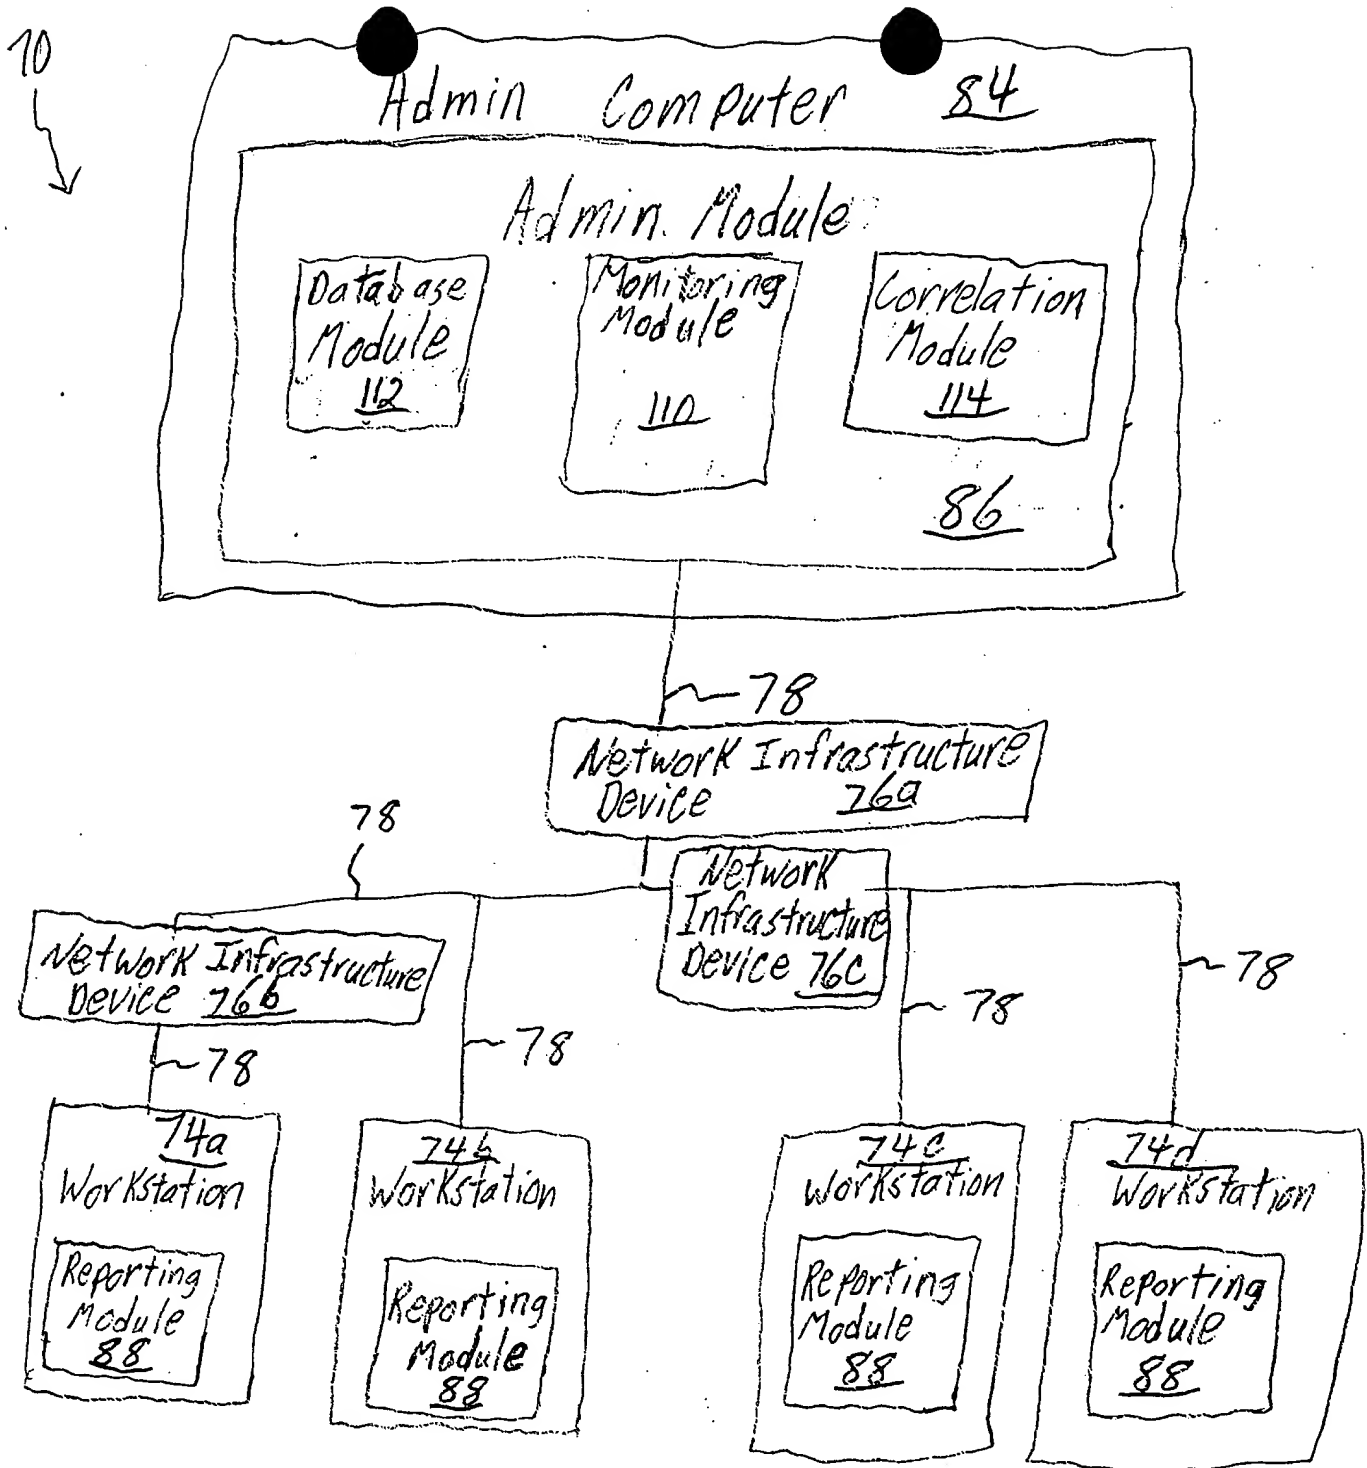 10
Admin Computer 84
Admin. Module
Database
Module
112
Monitoring
Module
110
Correlation
Module
114
86
78
Network Infrastructure
Device 76a
78
Network
Infrastructure
Device 76c
Network Infrastructure
Device 76b
78
78
78
78
74a
Workstation
Reporting
Module
88
74b
Workstation
Reporting
Module
88
74c
Workstation
Reporting
Module
88
74d
Workstation
Reporting
Module
88